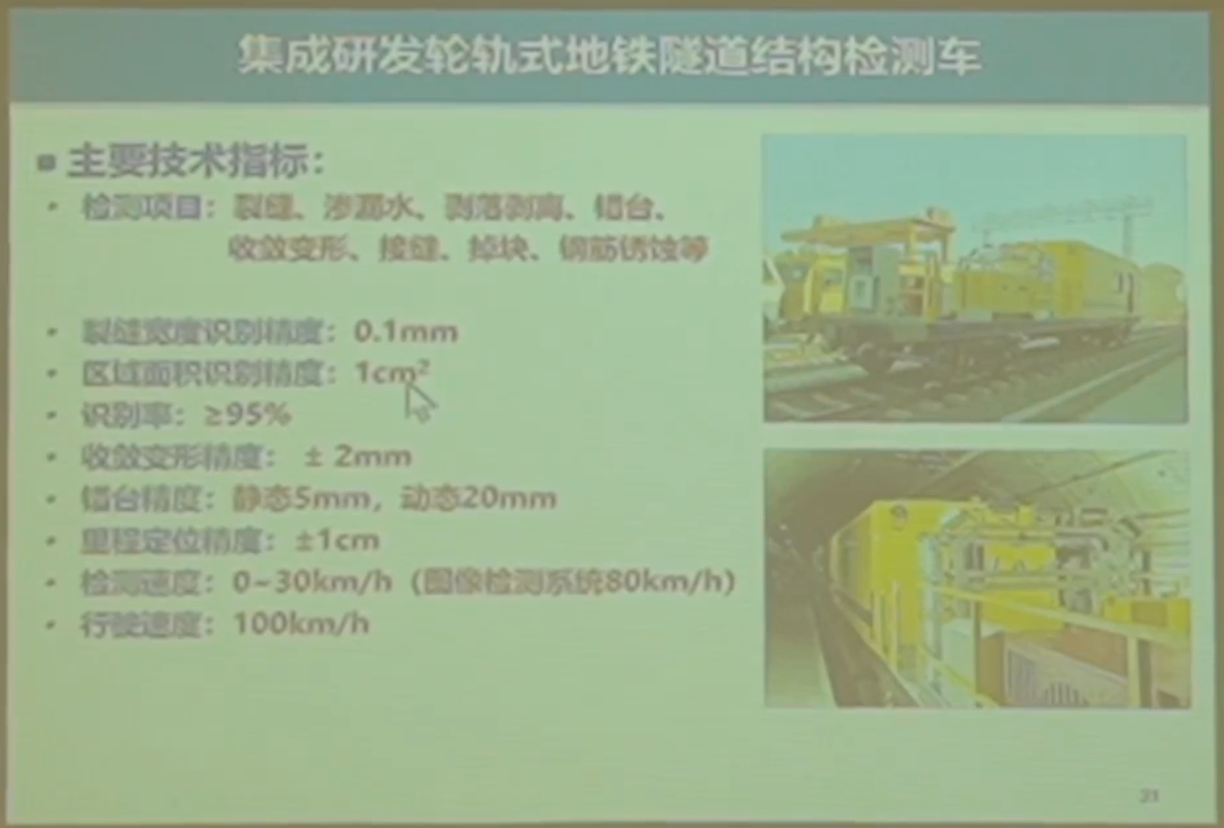 集成研发轮轨式地铁隧道结构检测车
■ 主要技术指标：
• 检测项目：裂缝、渗漏水、剥落剥离、错台、
收敛变形、接缝、掉块、钢筋锈蚀等
• 裂缝宽度识别精度：0.1mm
• 区域面积识别精度：1cm²
• 识别率：≥95%
• 收敛变形精度：± 2mm
• 错台精度：静态5mm，动态20mm
• 里程定位精度：±1cm
• 检测速度：0~30km/h（图像检测系统80km/h）
• 行驶速度：100km/h
21